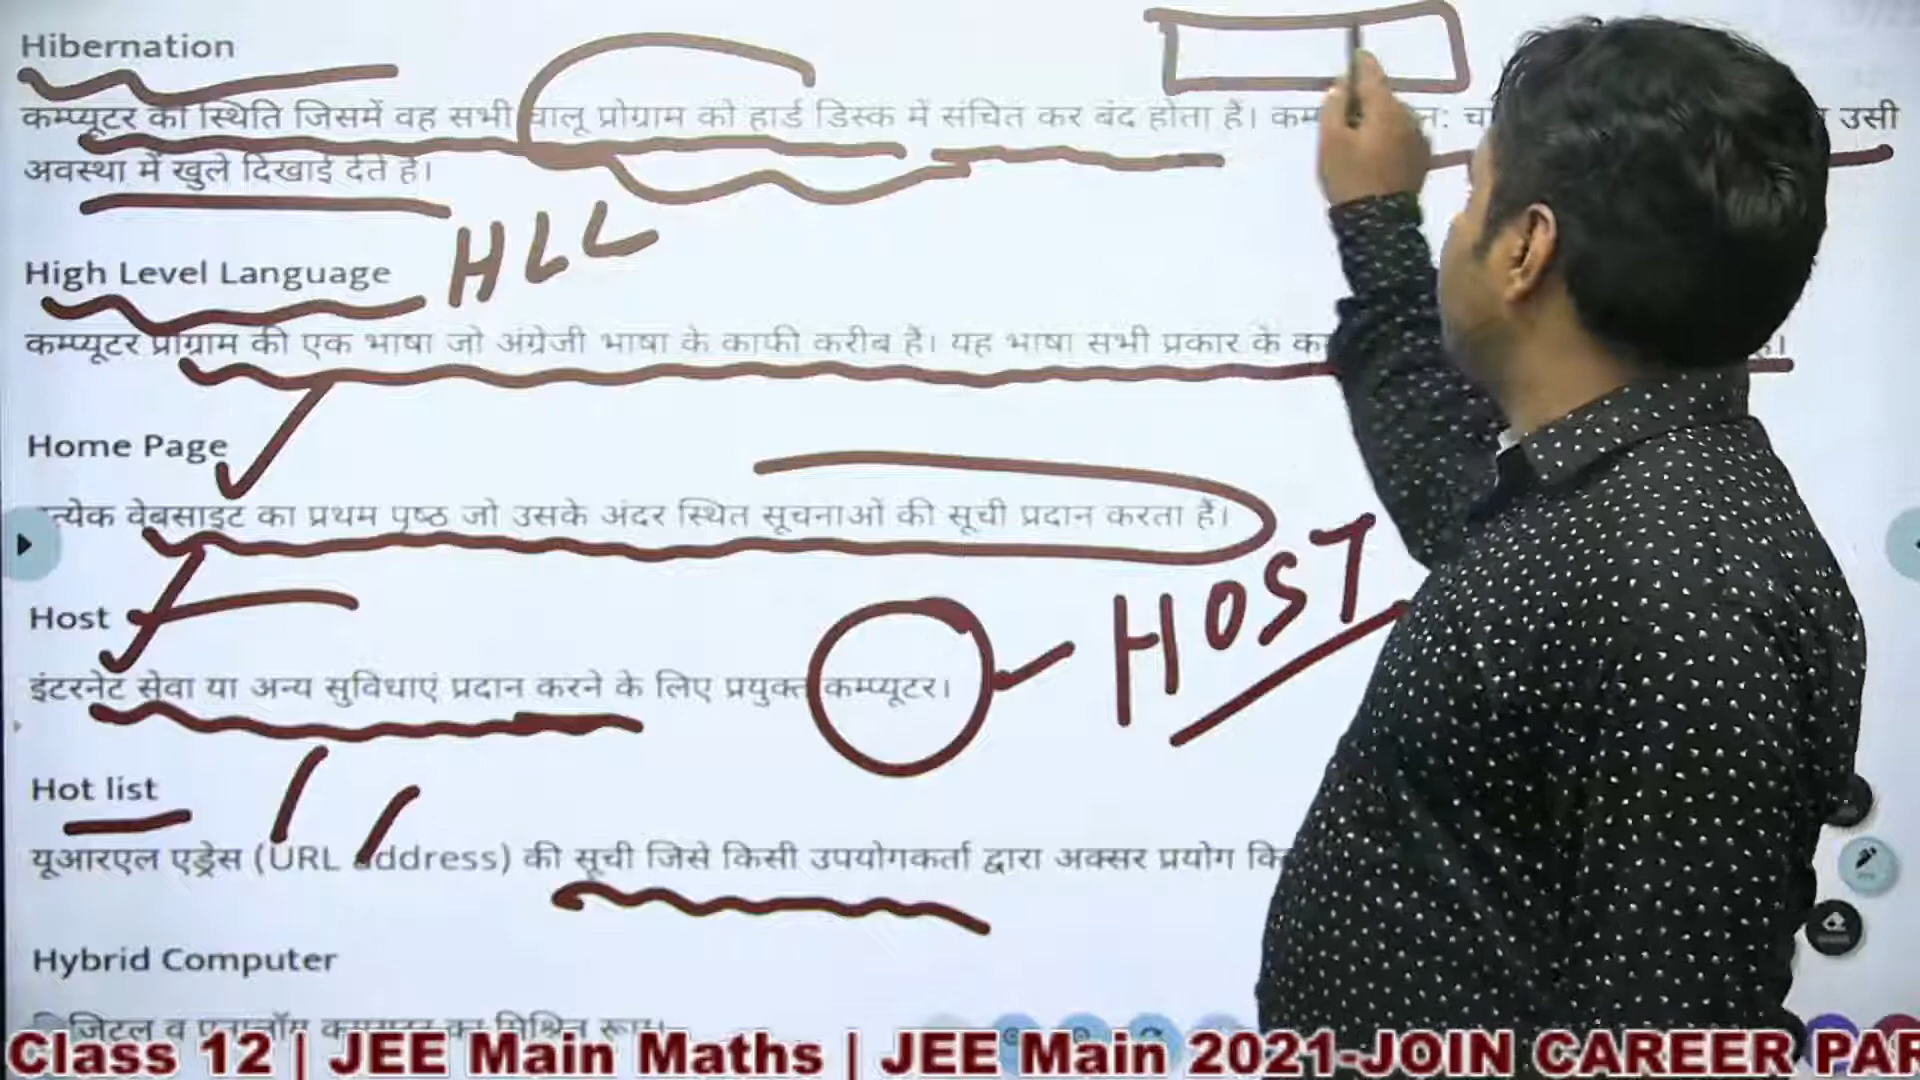 Hibernation
कम्प्यूटर की स्थिति जिसमें वह सभी चालू प्रोग्राम को हार्ड डिस्क में संचित कर बंद होता है। उसी
अवस्था में खुले दिखाई देते है।
HLL
High Level Language
कम्प्यूटर प्रोग्राम की एक भाषा जो अंग्रेजी भाषा के काफी करीब है। यह भाषा सभी प्रकार के
Home Page
वेबसाइट का प्रथम पृष्ठ जो उसके अंदर स्थित सूचनाओं की सूची प्रदान करता है।
HOST
Host
इंटरनेट सेवा या अन्य सुविधाएं प्रदान करने के लिए प्रयुक्त कम्प्यूटर।
Hot list
यूआरएल एड्रेस (URL address) की सूची जिसे किसी उपयोगकर्ता द्वारा अक्सर प्रयोग
Hybrid Computer
Class 12 | JEE Main Maths | JEE Main 2021-JOIN CAREER